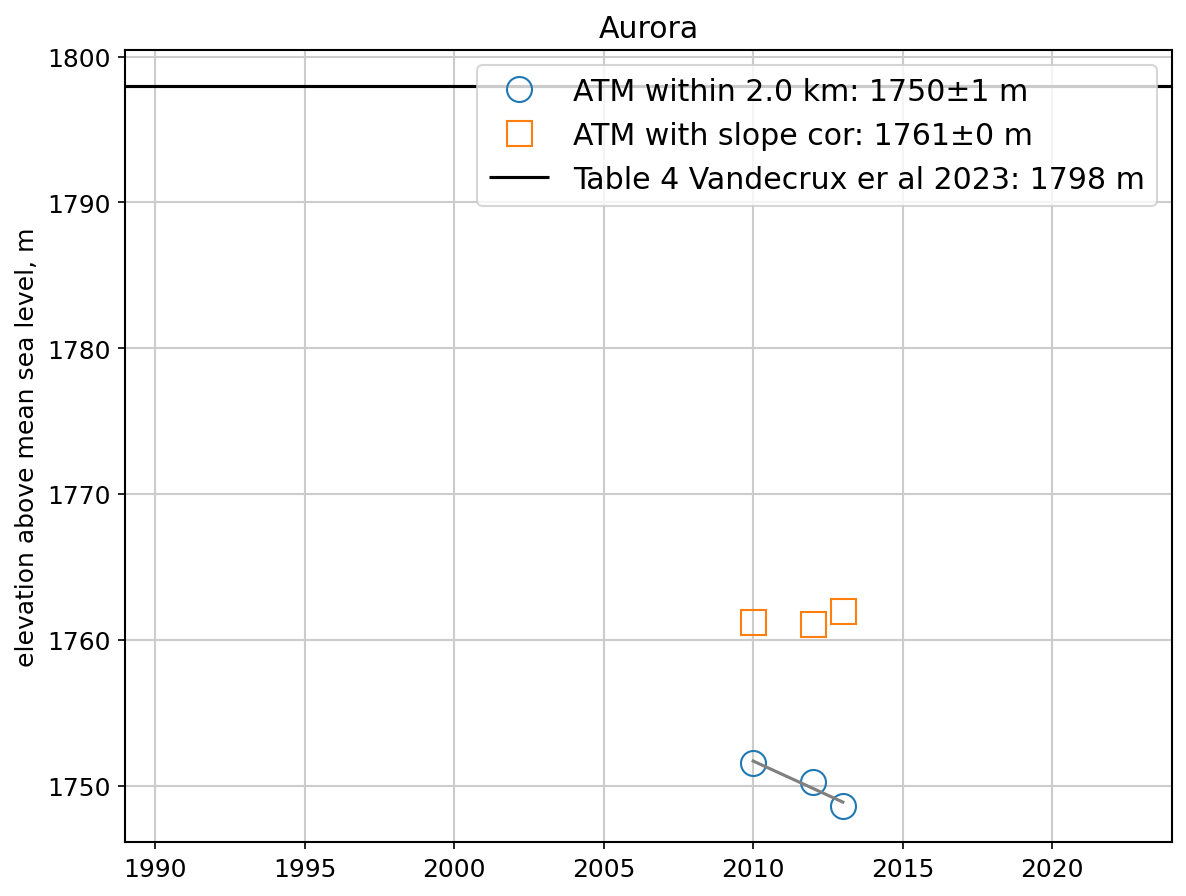 Aurora
1800
1790
1780
1770
1760
1750
elevation above mean sea level, m
ATM within 2.0 km: 1750±1 m
ATM with slope cor: 1761±0 m
Table 4 Vandecrux er al 2023: 1798 m
1990 1995 2000 2005 2010 2015 2020